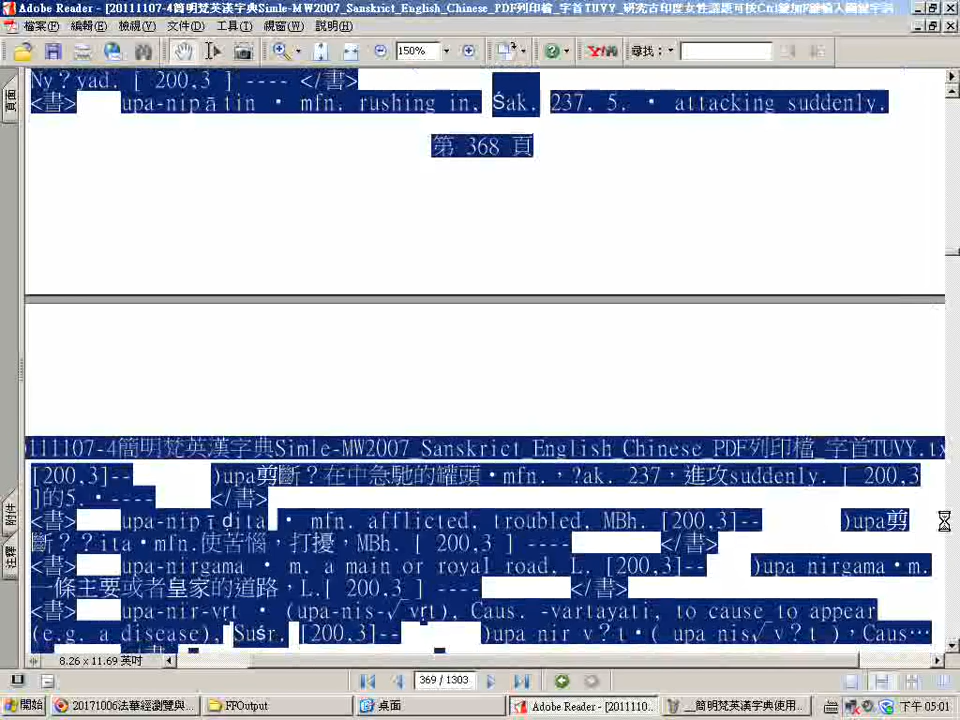 Adobe Reader - [20111107-4簡明梵英漢字典Simle-MW2007_Sanskrict_English_Chinese_PDF列印檔_字首TUVY_研究古印度女性議題可按Ctrl鍵加F鍵輸入關鍵字詞
檔案(F) 編輯(E) 檢視(V) 文件(D) 工具(T) 視窗(W) 說明(H)
150% 尋找：
頁面
Ny？yad. [ 200,3 ] ---- </書>
<書> upa-nipātin ‧ mfn. rushing in, Śak. 237, 5. ‧ attacking suddenly.
第 368 頁
111107-4簡明梵英漢字典Simle-MW2007_Sanskrict_English_Chinese_PDF列印檔_字首TUVY.tx
[200,3]-- )upa剪斷？在中急馳的罐頭‧mfn.，?ak. 237，進攻suddenly. [ 200,3
]的5.‧---- </書>
<書> upa-nipīḍita ‧ mfn. afflicted, troubled, MBh. [200,3]-- )upa剪
斷？？ita‧mfn.使苦惱，打擾，MBh. [ 200,3 ] ---- </書>
<書> upa-nirgama ‧ m. a main or royal road, L. [200,3]-- )upa nirgama‧m.
一條主要或者皇家的道路，L.[ 200,3 ] ---- </書>
<書> upa-nir-vṛt ‧ (upa-nis-√vṛt), Caus. -vartayati, to cause to appear
(e.g. a disease), Suśr. [200,3]-- )upa nir v？t‧( upa nis√v？t )，Caus…
附件
注釋
8.26 x 11.69 英吋
369 / 1303
開始 20171006法華經瀏覽與... FFOutput 桌面 Adobe Reader - [2011110... __簡明梵英字典使用... 下午 05:01